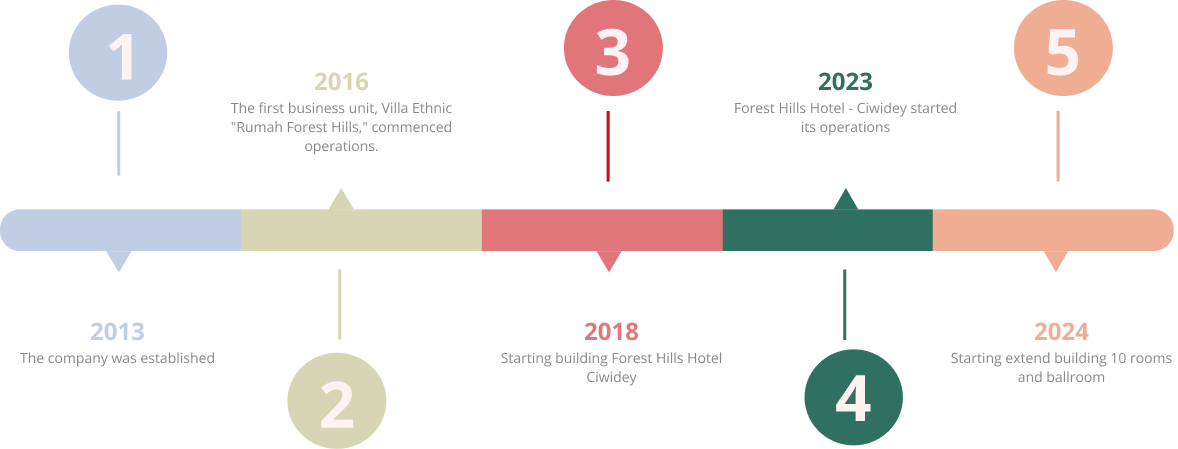 1
2013
The company was established
2016
The first business unit, Villa Ethnic
"Rumah Forest Hills," commenced
operations.
2
3
2018
Starting building Forest Hills Hotel
Ciwidey
2023
Forest Hills Hotel - Ciwidey started
its operations
4
5
2024
Starting extend building 10 rooms
and ballroom